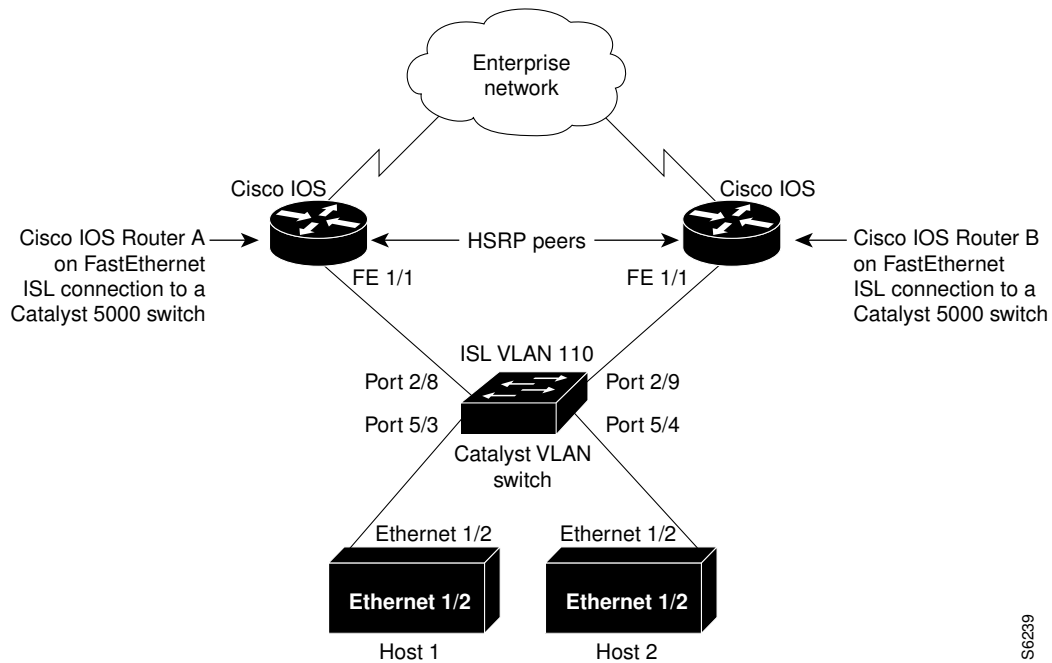 Enterprise
network
Cisco IOS
Cisco IOS
Cisco IOS Router A
on FastEthernet
ISL connection to a
Catalyst 5000 switch
HSRP peers
Cisco IOS Router B
on FastEthernet
ISL connection to a
Catalyst 5000 switch
FE 1/1
FE 1/1
ISL VLAN 110
Port 2/8
Port 2/9
Port 5/3
Port 5/4
Catalyst VLAN
switch
Ethernet 1/2
Ethernet 1/2
Ethernet 1/2
Ethernet 1/2
Host 1
Host 2
S6239